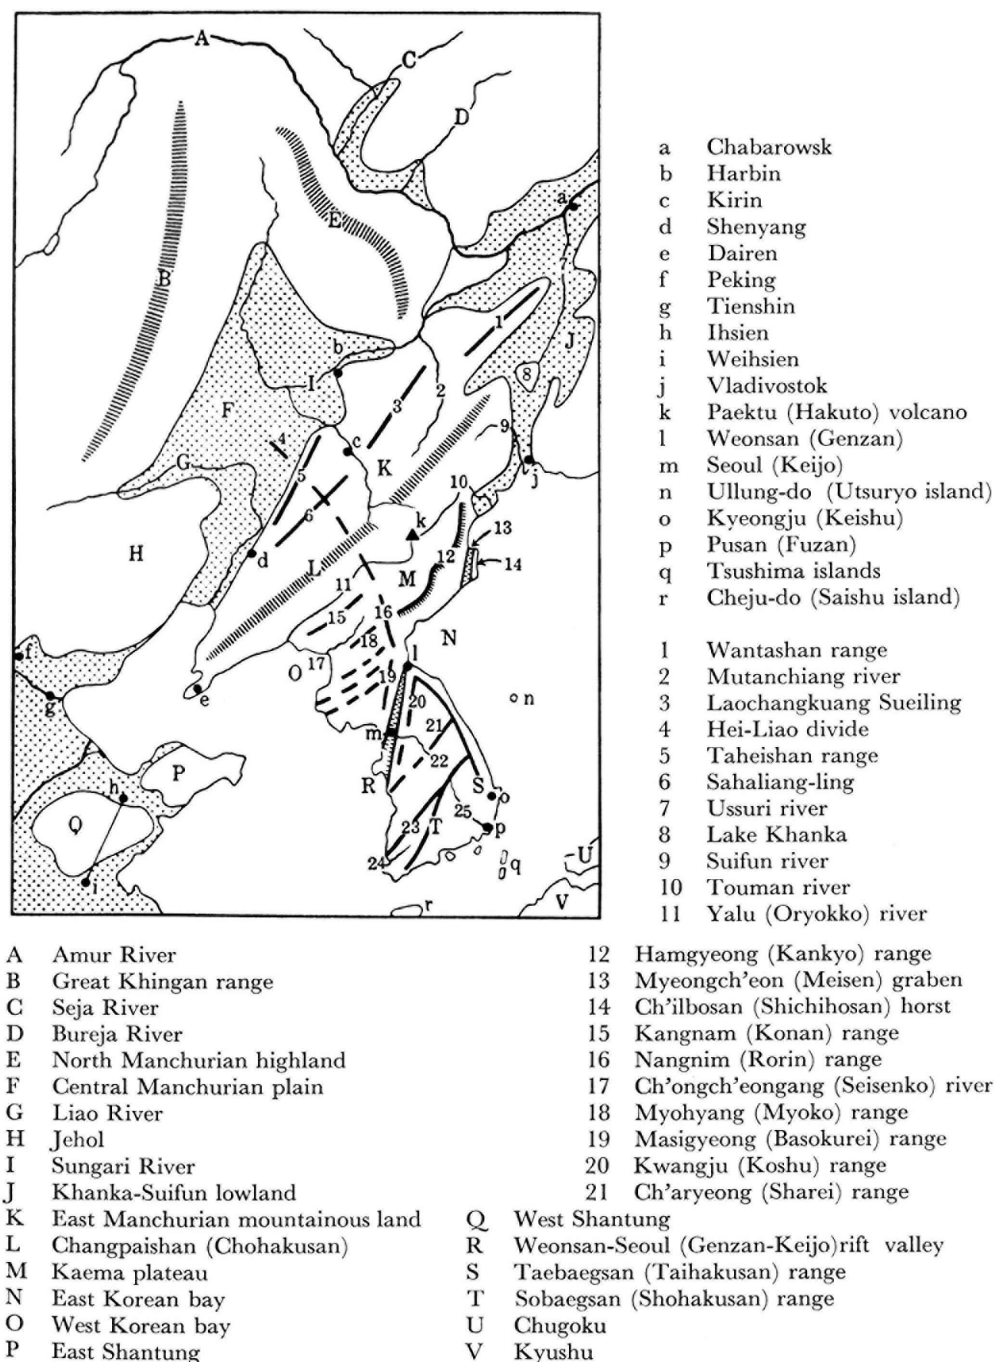 A
C
D
a
E
B
7
1
J
b
I
8
2
3
F
4
9
c
K
G
j
5
10
6
k
13
H
d
12
14
L
M
11
15
16
N
18
f
O
17
l
n
e
19
g
20
21
m
22
P
R
S
h
o
Q
25
23
T
p
24
U
q
i
V
r
a Chabarowsk
b Harbin
c Kirin
d Shenyang
e Dairen
f Peking
g Tienshin
h Ihsien
i Weihsien
j Vladivostok
k Paektu (Hakuto) volcano
l Weonsan (Genzan)
m Seoul (Keijo)
n Ullung-do (Utsuryo island)
o Kyeongju (Keishu)
p Pusan (Fuzan)
q Tsushima islands
r Cheju-do (Saishu island)
1 Wantashan range
2 Mutanchiang river
3 Laochangkuang Sueiling
4 Hei-Liao divide
5 Taheishan range
6 Sahaliang-ling
7 Ussuri river
8 Lake Khanka
9 Suifun river
10 Touman river
11 Yalu (Oryokko) river
A Amur River
B Great Khingan range
C Seja River
D Bureja River
E North Manchurian highland
F Central Manchurian plain
G Liao River
H Jehol
I Sungari River
J Khanka-Suifun lowland
K East Manchurian mountainous land
L Changpaishan (Chohakusan)
M Kaema plateau
N East Korean bay
O West Korean bay
P East Shantung
12 Hamgyeong (Kankyo) range
13 Myeongch'eon (Meisen) graben
14 Ch'ilbosan (Shichihosan) horst
15 Kangnam (Konan) range
16 Nangnim (Rorin) range
17 Ch'ongch'eongang (Seisenko) river
18 Myohyang (Myoko) range
19 Masigyeong (Basokurei) range
20 Kwangju (Koshu) range
21 Ch'aryeong (Sharei) range
Q West Shantung
R Weonsan-Seoul (Genzan-Keijo)rift valley
S Taebaegsan (Taihakusan) range
T Sobaegsan (Shohakusan) range
U Chugoku
V Kyushu